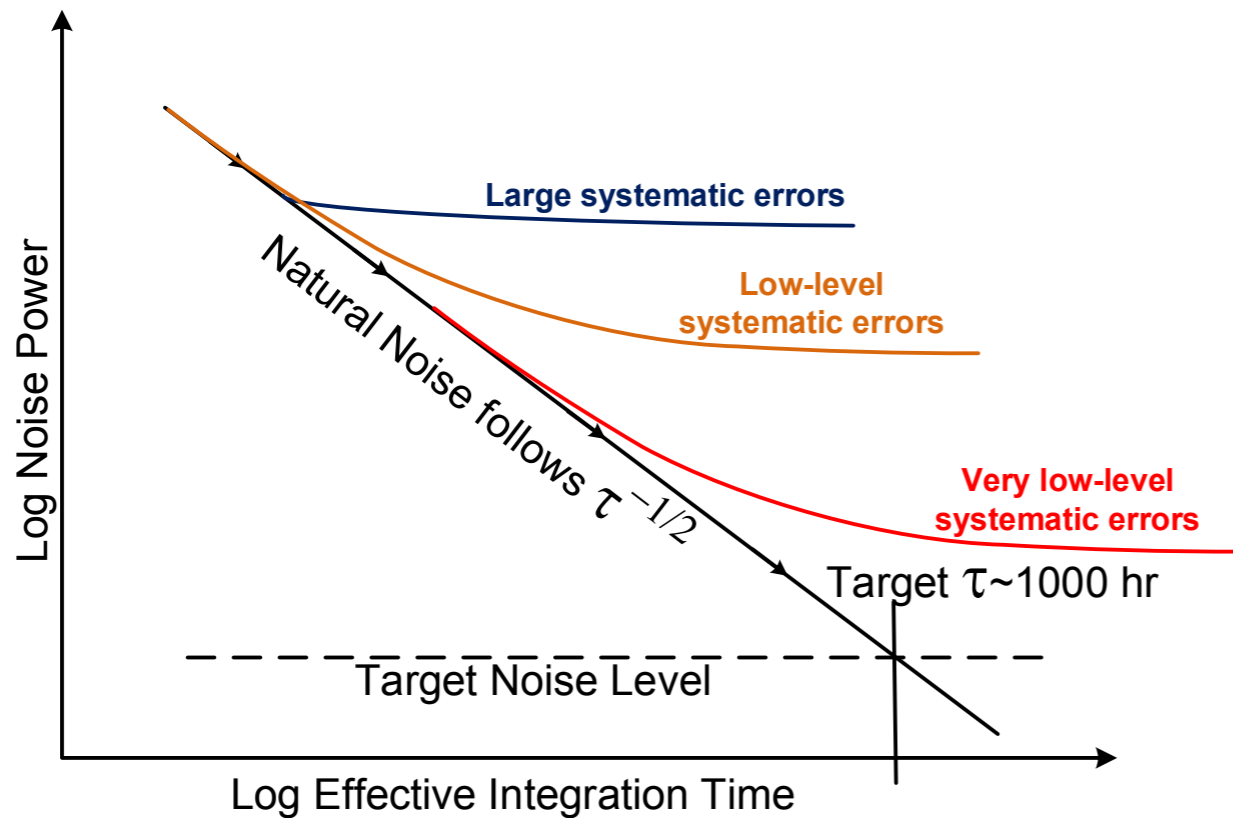 Large systematic errors
Low-level
systematic errors
Natural Noise follows τ^{-1/2}
Very low-level
systematic errors
Target τ~1000 hr
Target Noise Level
Log Noise Power
Log Effective Integration Time